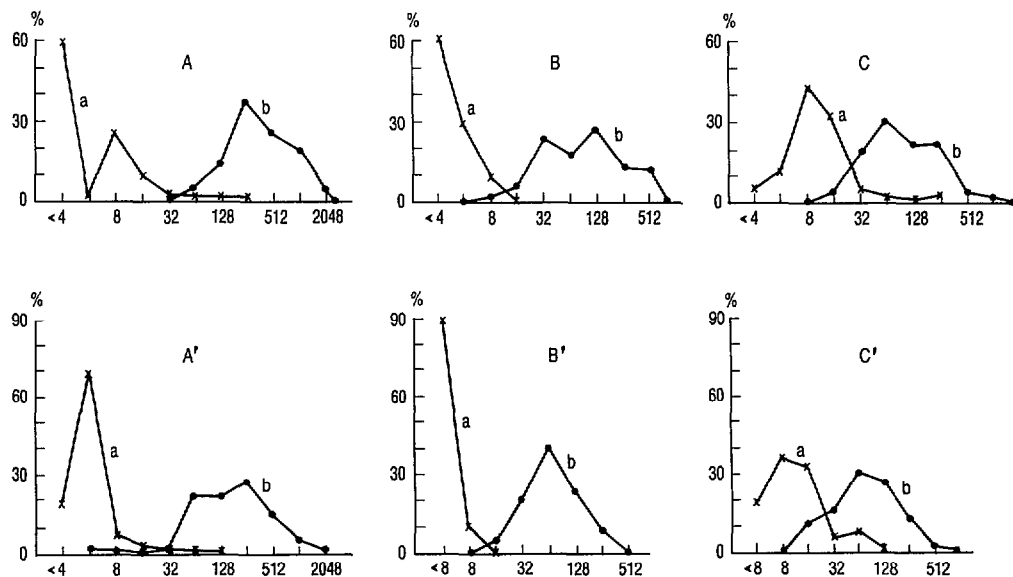 % % %
60 60 60
A B C
a b a b a b
30 30 30
0 0 0
<4 8 32 128 512 2048 <4 8 32 128 512 <4 8 32 128 512
% % %
90 90 90
A' B' C'
60 60 60
a b a b a b
30 30 30
0 0 0
<4 8 32 128 512 2048 <8 8 32 128 512 <8 8 32 128 512